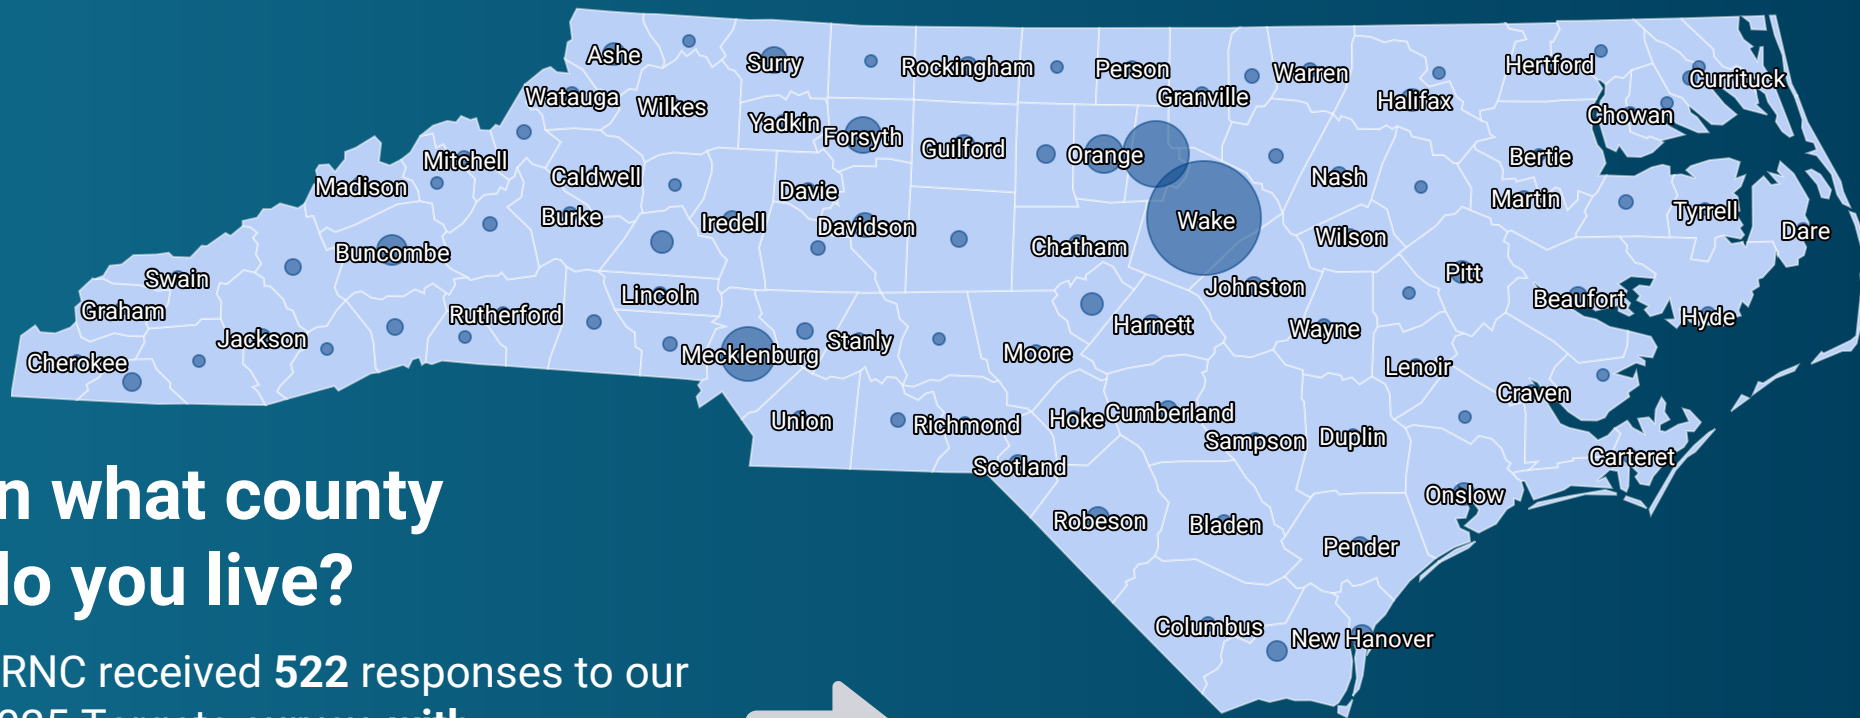 Ashe
Surry
Rockingham
Person
Warren
Hertford
Currituck
Watauga
Wilkes
Granville
Halifax
Chowan
Yadkin
Forsyth
Guilford
Orange
Bertie
Mitchell
Caldwell
Davie
Nash
Martin
Madison
Burke
Iredell
Davidson
Wake
Tyrrell
Dare
Buncombe
Chatham
Wilson
Swain
Lincoln
Johnston
Pitt
Beaufort
Graham
Rutherford
Harnett
Wayne
Hyde
Jackson
Mecklenburg
Stanly
Moore
Cherokee
Lenoir
Craven
Union
Richmond
Hoke
Cumberland
Sampson
Duplin
Carteret
Scotland
Onslow
Robeson
Bladen
Pender
Columbus
New Hanover
n what county
do you live?
RNC received 522 responses to our